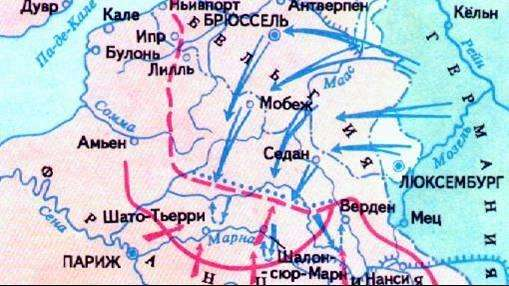 Дувр
Ньивпорт
Антверпен
Кале
БРЮССЕЛЬ
Кёльн
Па-де-Кале
Ипр
Булонь
Лилль
Рейн
Маас
БЕЛЬГИЯ
ГЕРМАНИЯ
Мобеж
Сомма
Амьен
Седан
Мозель
ЛЮКСЕМБУРГ
Сена
Шато-Тьерри
Верден
Марна
Мец
ПАРИЖ
Шалон-
-сюр-Марн
Нанси